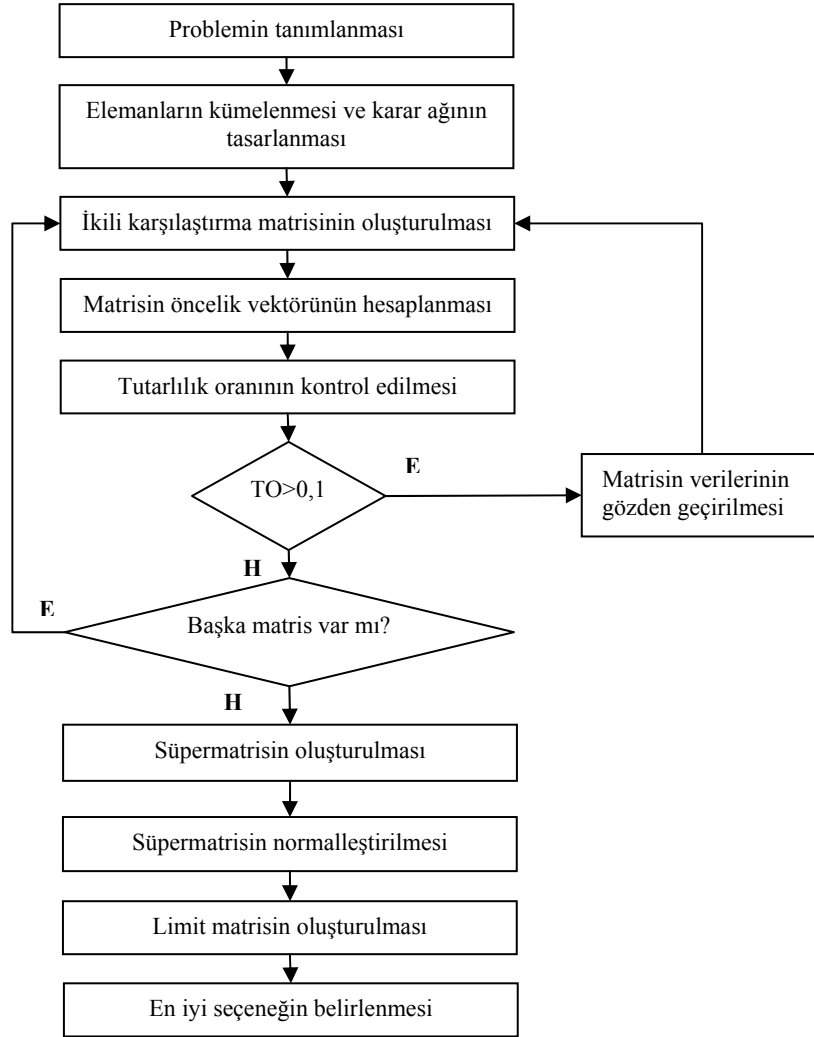 Problemin tanımlanması
Elemanların kümelenmesi ve karar ağının
tasarlanması
İkili karşılaştırma matrisinin oluşturulması
Matrisin öncelik vektörünün hesaplanması
Tutarlılık oranının kontrol edilmesi
TO>0,1
E
Matrisin verilerinin
gözden geçirilmesi
H
E
Başka matris var mı?
H
Süpermatrisin oluşturulması
Süpermatrisin normalleştirilmesi
Limit matrisin oluşturulması
En iyi seçeneğin belirlenmesi